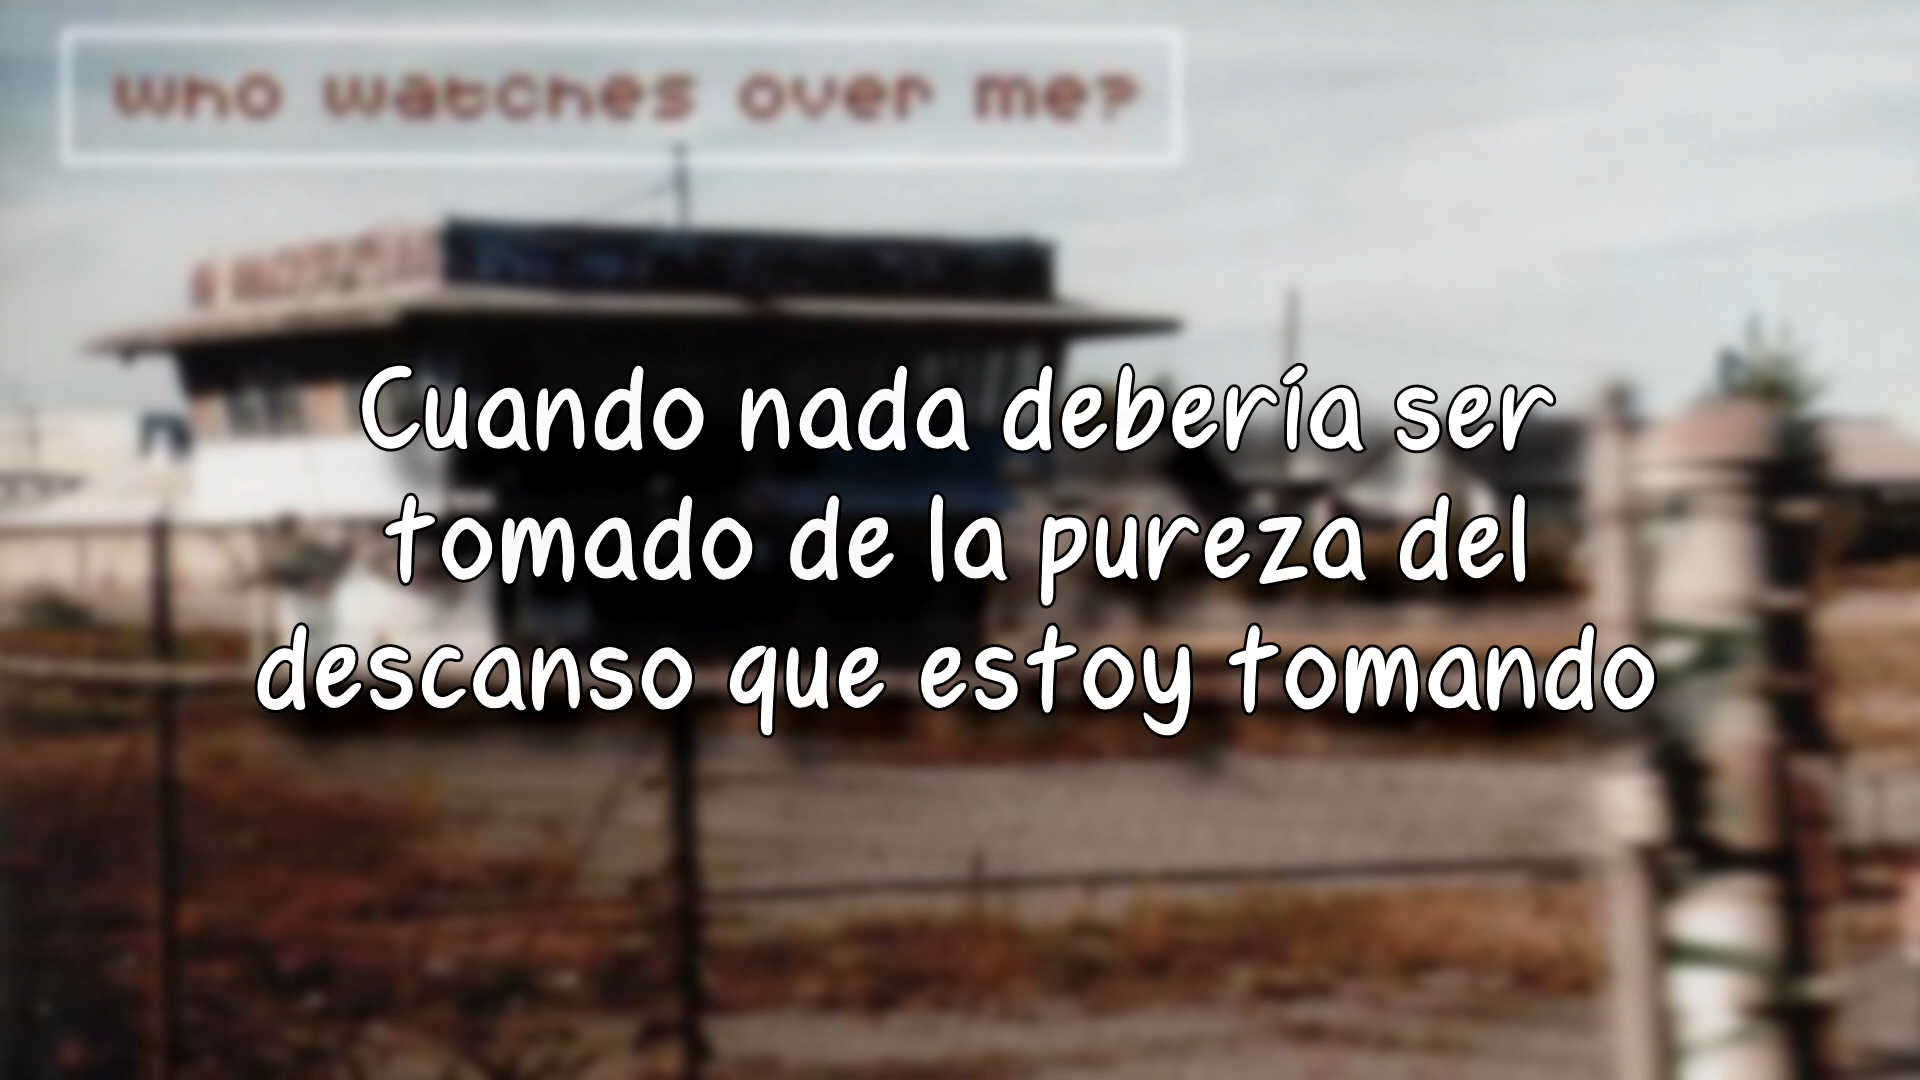 who watches over me?
Cuando nada debería ser
tomado de la pureza del
descanso que estoy tomando